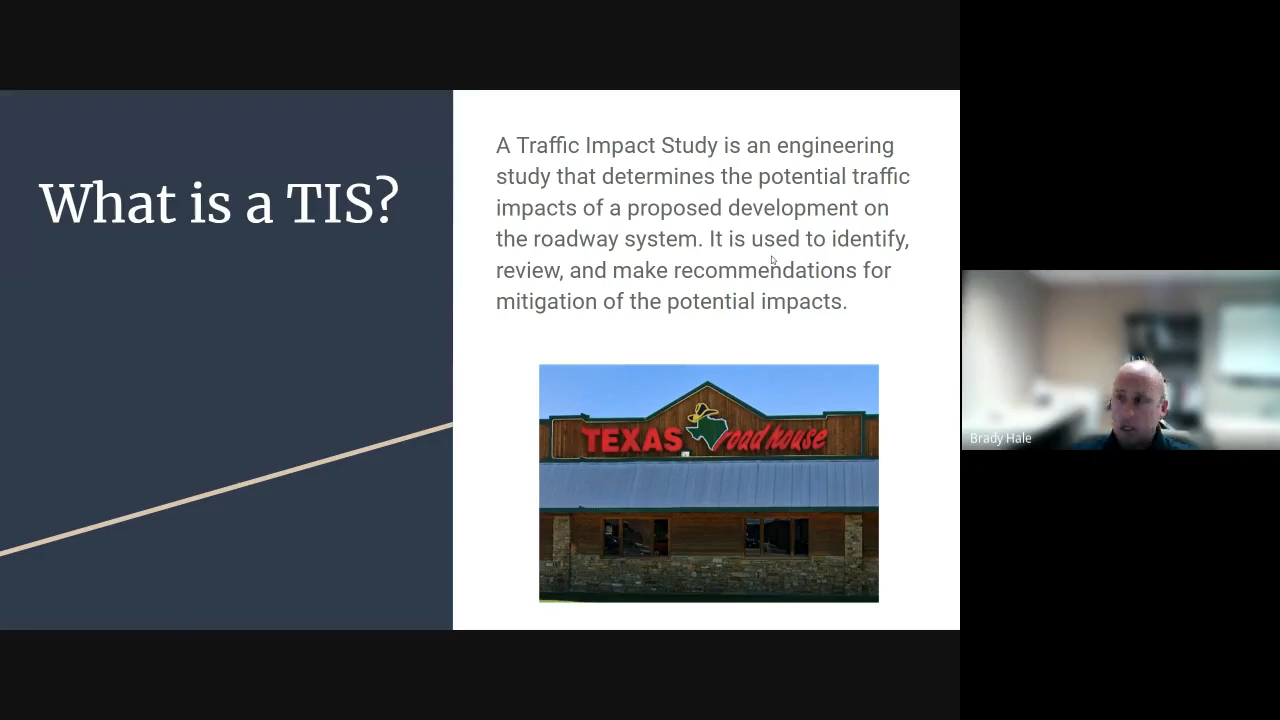 What is a TIS?
A Traffic Impact Study is an engineering
study that determines the potential traffic
impacts of a proposed development on
the roadway system. It is used to identify,
review, and make recommendations for
mitigation of the potential impacts.
TEXAS roadhouse
Brady Hale